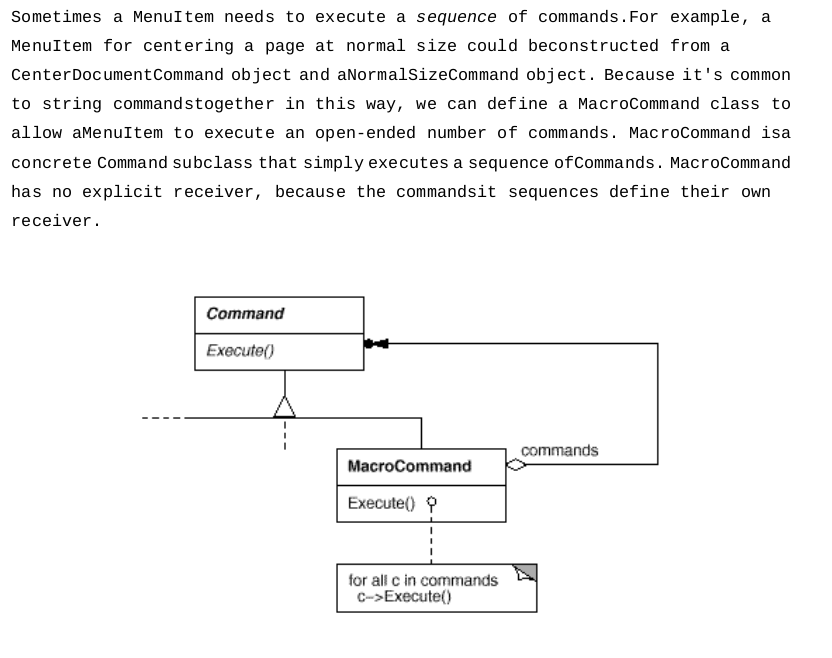 Sometimes a MenuItem needs to execute a sequence of commands.For example, a
MenuItem for centering a page at normal size could beconstructed from a
CenterDocumentCommand object and aNormalSizeCommand object. Because it's common
to string commandstogether in this way, we can define a MacroCommand class to
allow aMenuItem to execute an open-ended number of commands. MacroCommand isa
concrete Command subclass that simply executes a sequence ofCommands. MacroCommand
has no explicit receiver, because the commandsit sequences define their own
receiver.
Command
Execute()
commands
MacroCommand
Execute()
for all c in commands
c–>Execute()